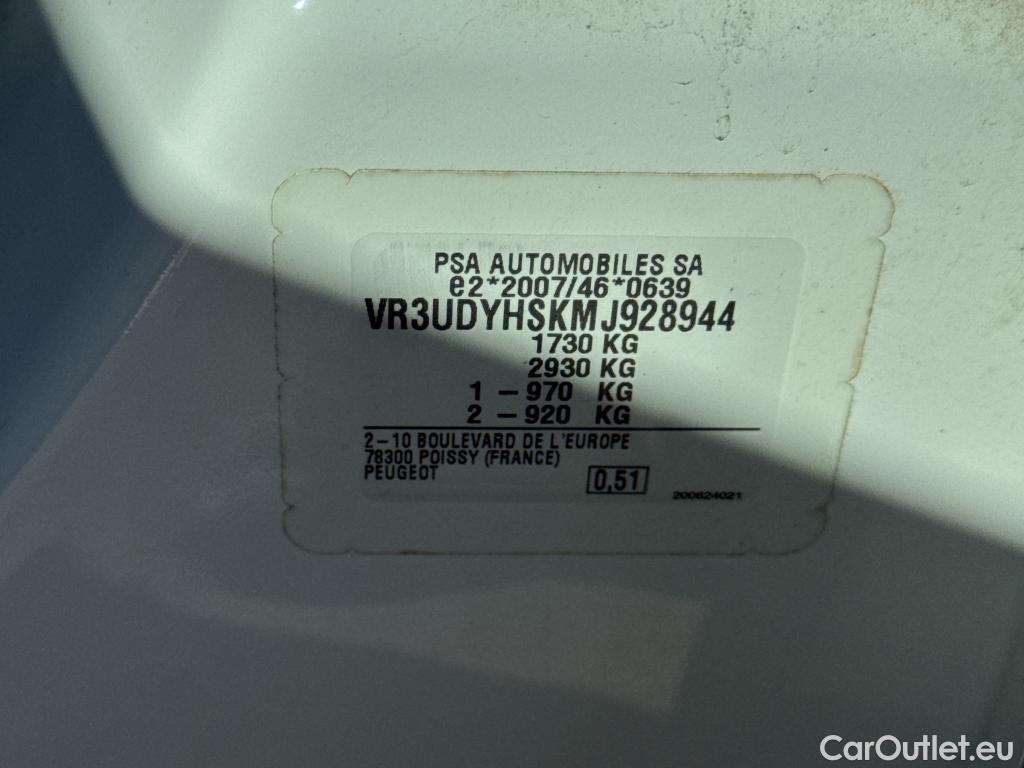 PSA AUTOMOBILES SA
e2*2007/46*0639
VR3UDYHSKMJ928944
1730 KG
2930 KG
1 – 970 KG
2 – 920 KG
2–10 BOULEVARD DE L'EUROPE
78300 POISSY (FRANCE)
PEUGEOT
0,51
200624021
CarOutlet.eu